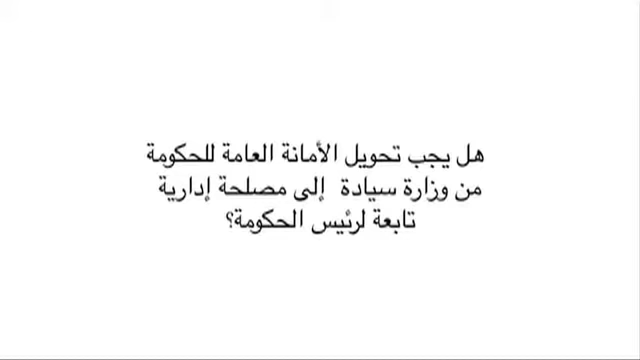 هل يجب تحويل الأمانة العامة للحكومة
من وزارة سيادة إلى مصلحة إدارية
تابعة لرئيس الحكومة؟